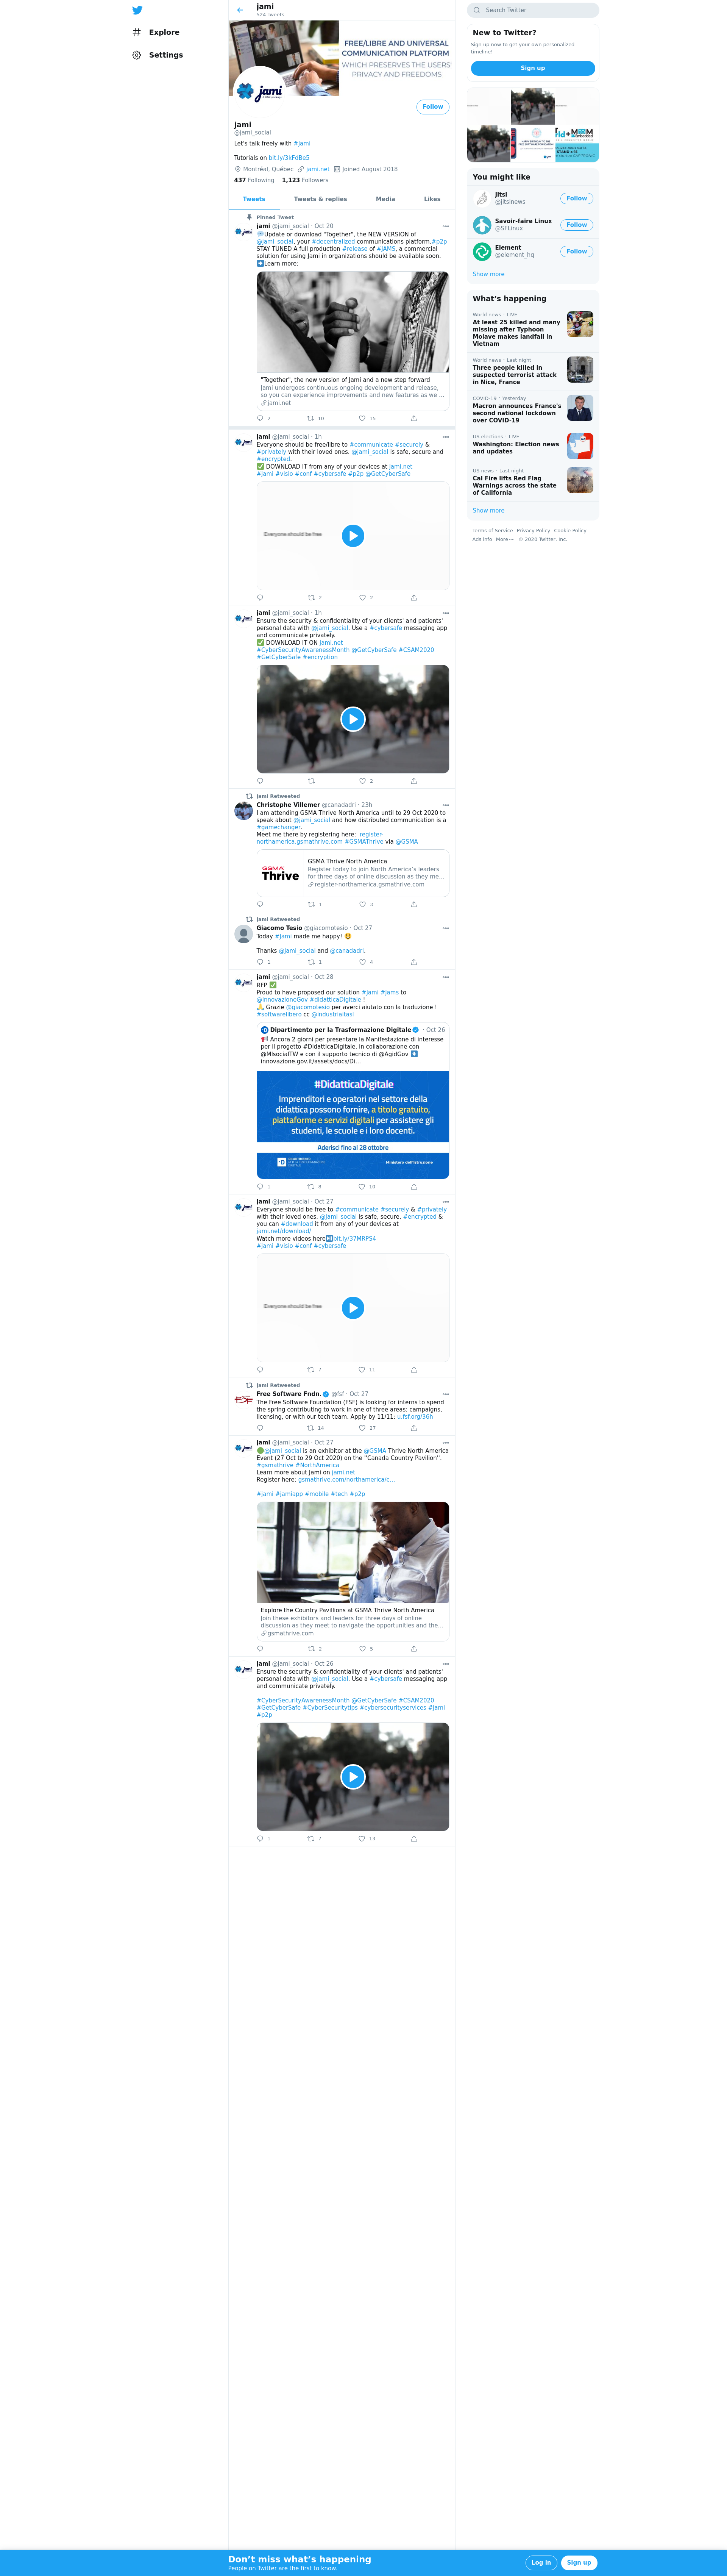 Explore
Settings
jami
524 Tweets
FREE/LIBRE AND UNIVERSAL
COMMUNICATION PLATFORM
WHICH PRESERVES THE USERS'
PRIVACY AND FREEDOMS
jami
Follow
jami
@jami_social
Let's talk freely with #Jami
Tutorials on bit.ly/3kFdBe5
Montréal, Québec jami.net Joined August 2018
437 Following 1,123 Followers
Tweets Tweets & replies Media Likes
Pinned Tweet
jami @jami_social · Oct 20
Update or download "Together", the NEW VERSION of
@jami_social, your #decentralized communications platform.#p2p
STAY TUNED A full production #release of #JAMS, a commercial
solution for using Jami in organizations should be available soon.
Learn more:
"Together", the new version of Jami and a new step forward
Jami undergoes continuous ongoing development and release,
so you can experience improvements and new features as we ...
jami.net
2 10 15
jami @jami_social · 1h
Everyone should be free/libre to #communicate #securely &
#privately with their loved ones. @jami_social is safe, secure and
#encrypted.
✅ DOWNLOAD IT from any of your devices at jami.net
#jami #visio #conf #cybersafe #p2p @GetCyberSafe
Everyone should be free
2 2
jami @jami_social · 1h
Ensure the security & confidentiality of your clients' and patients'
personal data with @jami_social. Use a #cybersafe messaging app
and communicate privately.
✅ DOWNLOAD IT ON jami.net
#CyberSecurityAwarenessMonth @GetCyberSafe #CSAM2020
#GetCyberSafe #encryption
2
jami Retweeted
Christophe Villemer @canadadri · 23h
I am attending GSMA Thrive North America until to 29 Oct 2020 to
speak about @jami_social and how distributed communication is a
#gamechanger.
Meet me there by registering here: register-
northamerica.gsmathrive.com #GSMAThrive via @GSMA
GSMA
Thrive
GSMA Thrive North America
Register today to join North America's leaders
for three days of online discussion as they me...
register-northamerica.gsmathrive.com
1 3
jami Retweeted
Giacomo Tesio @giacomotesio · Oct 27
Today #Jami made me happy! 😃
Thanks @jami_social and @canadadri.
1 1 4
jami @jami_social · Oct 28
RFP ✅
Proud to have proposed our solution #Jami #Jams to
@InnovazioneGov #didatticaDigitale !
🙏 Grazie @giacomotesio per averci aiutato con la traduzione !
#softwarelibero cc @industriaitasl
Dipartimento per la Trasformazione Digitale · Oct 26
📢 Ancora 2 giorni per presentare la Manifestazione di interesse
per il progetto #DidatticaDigitale, in collaborazione con
@MIsocialTW e con il supporto tecnico di @AgidGov ⬇
innovazione.gov.it/assets/docs/Di...
#DidatticaDigitale
Imprenditori e operatori nel settore della
didattica possono fornire, a titolo gratuito,
piattaforme e servizi digitali per assistere gli
studenti, le scuole e i loro docenti.
Aderisci fino al 28 ottobre
Ministero dell'Istruzione
1 8 10
jami @jami_social · Oct 27
Everyone should be free to #communicate #securely & #privately
with their loved ones. @jami_social is safe, secure, #encrypted &
you can #download it from any of your devices at
jami.net/download/
Watch more videos here bit.ly/37MRPS4
#jami #visio #conf #cybersafe
Everyone should be free
7 11
jami Retweeted
Free Software Fndn. @fsf · Oct 27
The Free Software Foundation (FSF) is looking for interns to spend
the spring contributing to work in one of three areas: campaigns,
licensing, or with our tech team. Apply by 11/11: u.fsf.org/36h
14 27
jami @jami_social · Oct 27
@jami_social is an exhibitor at the @GSMA Thrive North America
Event (27 Oct to 29 Oct 2020) on the ''Canada Country Pavilion''.
#gsmathrive #NorthAmerica
Learn more about Jami on jami.net
Register here: gsmathrive.com/northamerica/c...
#jami #jamiapp #mobile #tech #p2p
Explore the Country Pavillions at GSMA Thrive North America
Join these exhibitors and leaders for three days of online
discussion as they meet to navigate the opportunities and the...
gsmathrive.com
2 5
jami @jami_social · Oct 26
Ensure the security & confidentiality of your clients' and patients'
personal data with @jami_social. Use a #cybersafe messaging app
and communicate privately.
#CyberSecurityAwarenessMonth @GetCyberSafe #CSAM2020
#GetCyberSafe #CyberSecuritytips #cybersecurityservices #jami
#p2p
1 7 13
Search Twitter
New to Twitter?
Sign up now to get your own personalized
timeline!
Sign up
You might like
Jitsi
@jitsinews
Follow
Savoir-faire Linux
@SFLinux
Follow
Element
@element_hq
Follow
Show more
What's happening
World news · LIVE
At least 25 killed and many
missing after Typhoon
Molave makes landfall in
Vietnam
World news · Last night
Three people killed in
suspected terrorist attack
in Nice, France
COVID-19 · Yesterday
Macron announces France's
second national lockdown
over COVID-19
US elections · LIVE
Washington: Election news
and updates
US news · Last night
Cal Fire lifts Red Flag
Warnings across the state
of California
Show more
Terms of Service Privacy Policy Cookie Policy
Ads info More © 2020 Twitter, Inc.
Don't miss what's happening
People on Twitter are the first to know.
Log in
Sign up